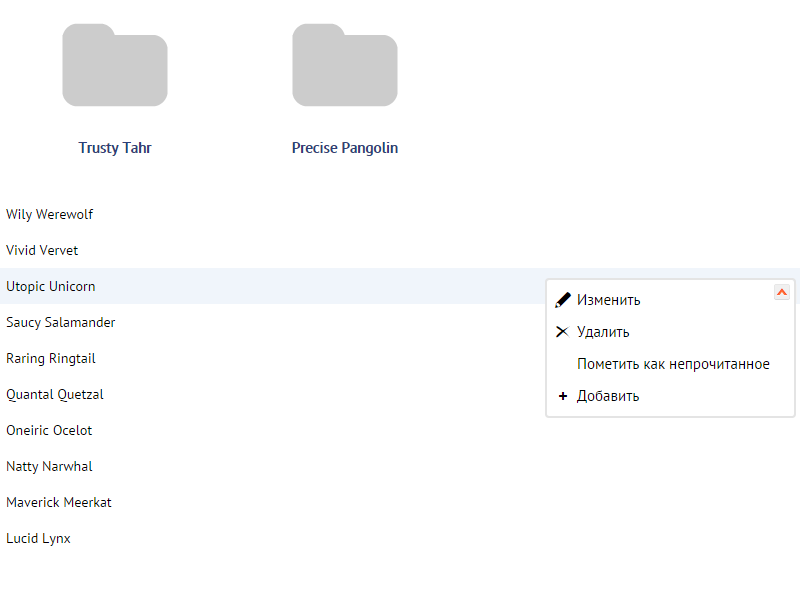 Trusty Tahr
Precise Pangolin
Wily Werewolf
Vivid Vervet
Utopic Unicorn
Saucy Salamander
Raring Ringtail
Quantal Quetzal
Oneiric Ocelot
Natty Narwhal
Maverick Meerkat
Lucid Lynx
Изменить
Удалить
Пометить как непрочитанное
Добавить